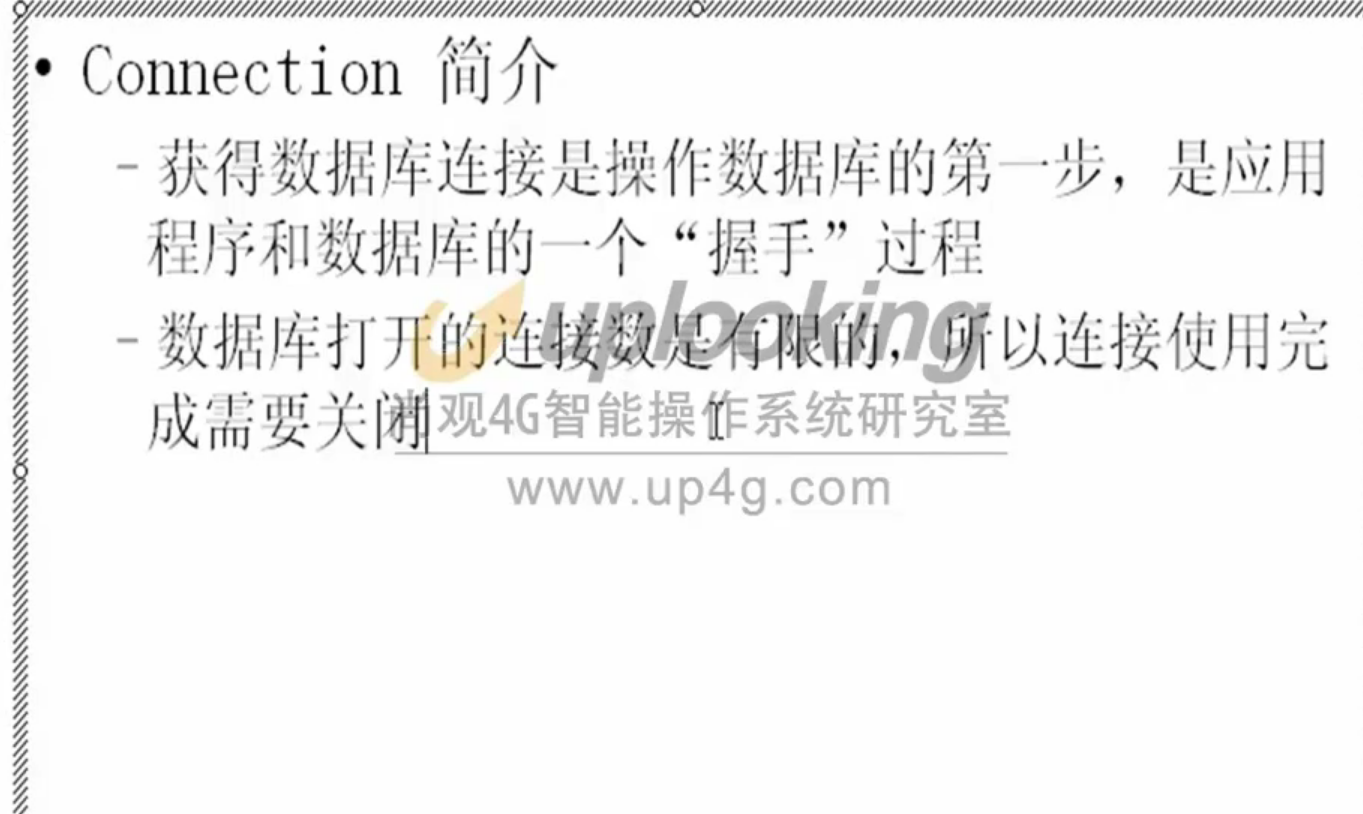 • Connection 简介
- 获得数据库连接是操作数据库的第一步，是应用
程序和数据库的一个“握手”过程
- 数据库打开的连接数是有限的，所以连接使用完
成需要关闭
uplooking
尚观4G智能操作系统研究室
www.up4g.com